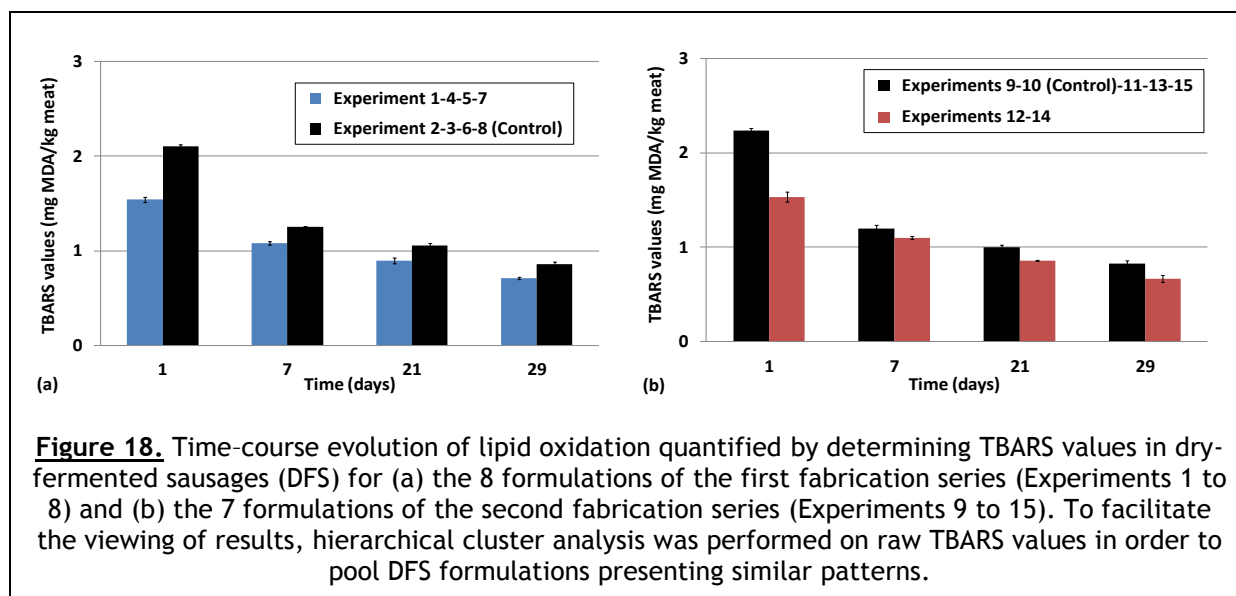 3
2
1
0
TBARS values (mg MDA/kg meat)
Experiment 1-4-5-7
Experiment 2-3-6-8 (Control)
1 7 21 29
(a) Time (days)
3
2
1
0
TBARS values (mg MDA/kg meat)
Experiments 9-10 (Control)-11-13-15
Experiments 12-14
1 7 21 29
(b) Time (days)
Figure 18. Time-course evolution of lipid oxidation quantified by determining TBARS values in dry-
fermented sausages (DFS) for (a) the 8 formulations of the first fabrication series (Experiments 1 to
8) and (b) the 7 formulations of the second fabrication series (Experiments 9 to 15). To facilitate
the viewing of results, hierarchical cluster analysis was performed on raw TBARS values in order to
pool DFS formulations presenting similar patterns.